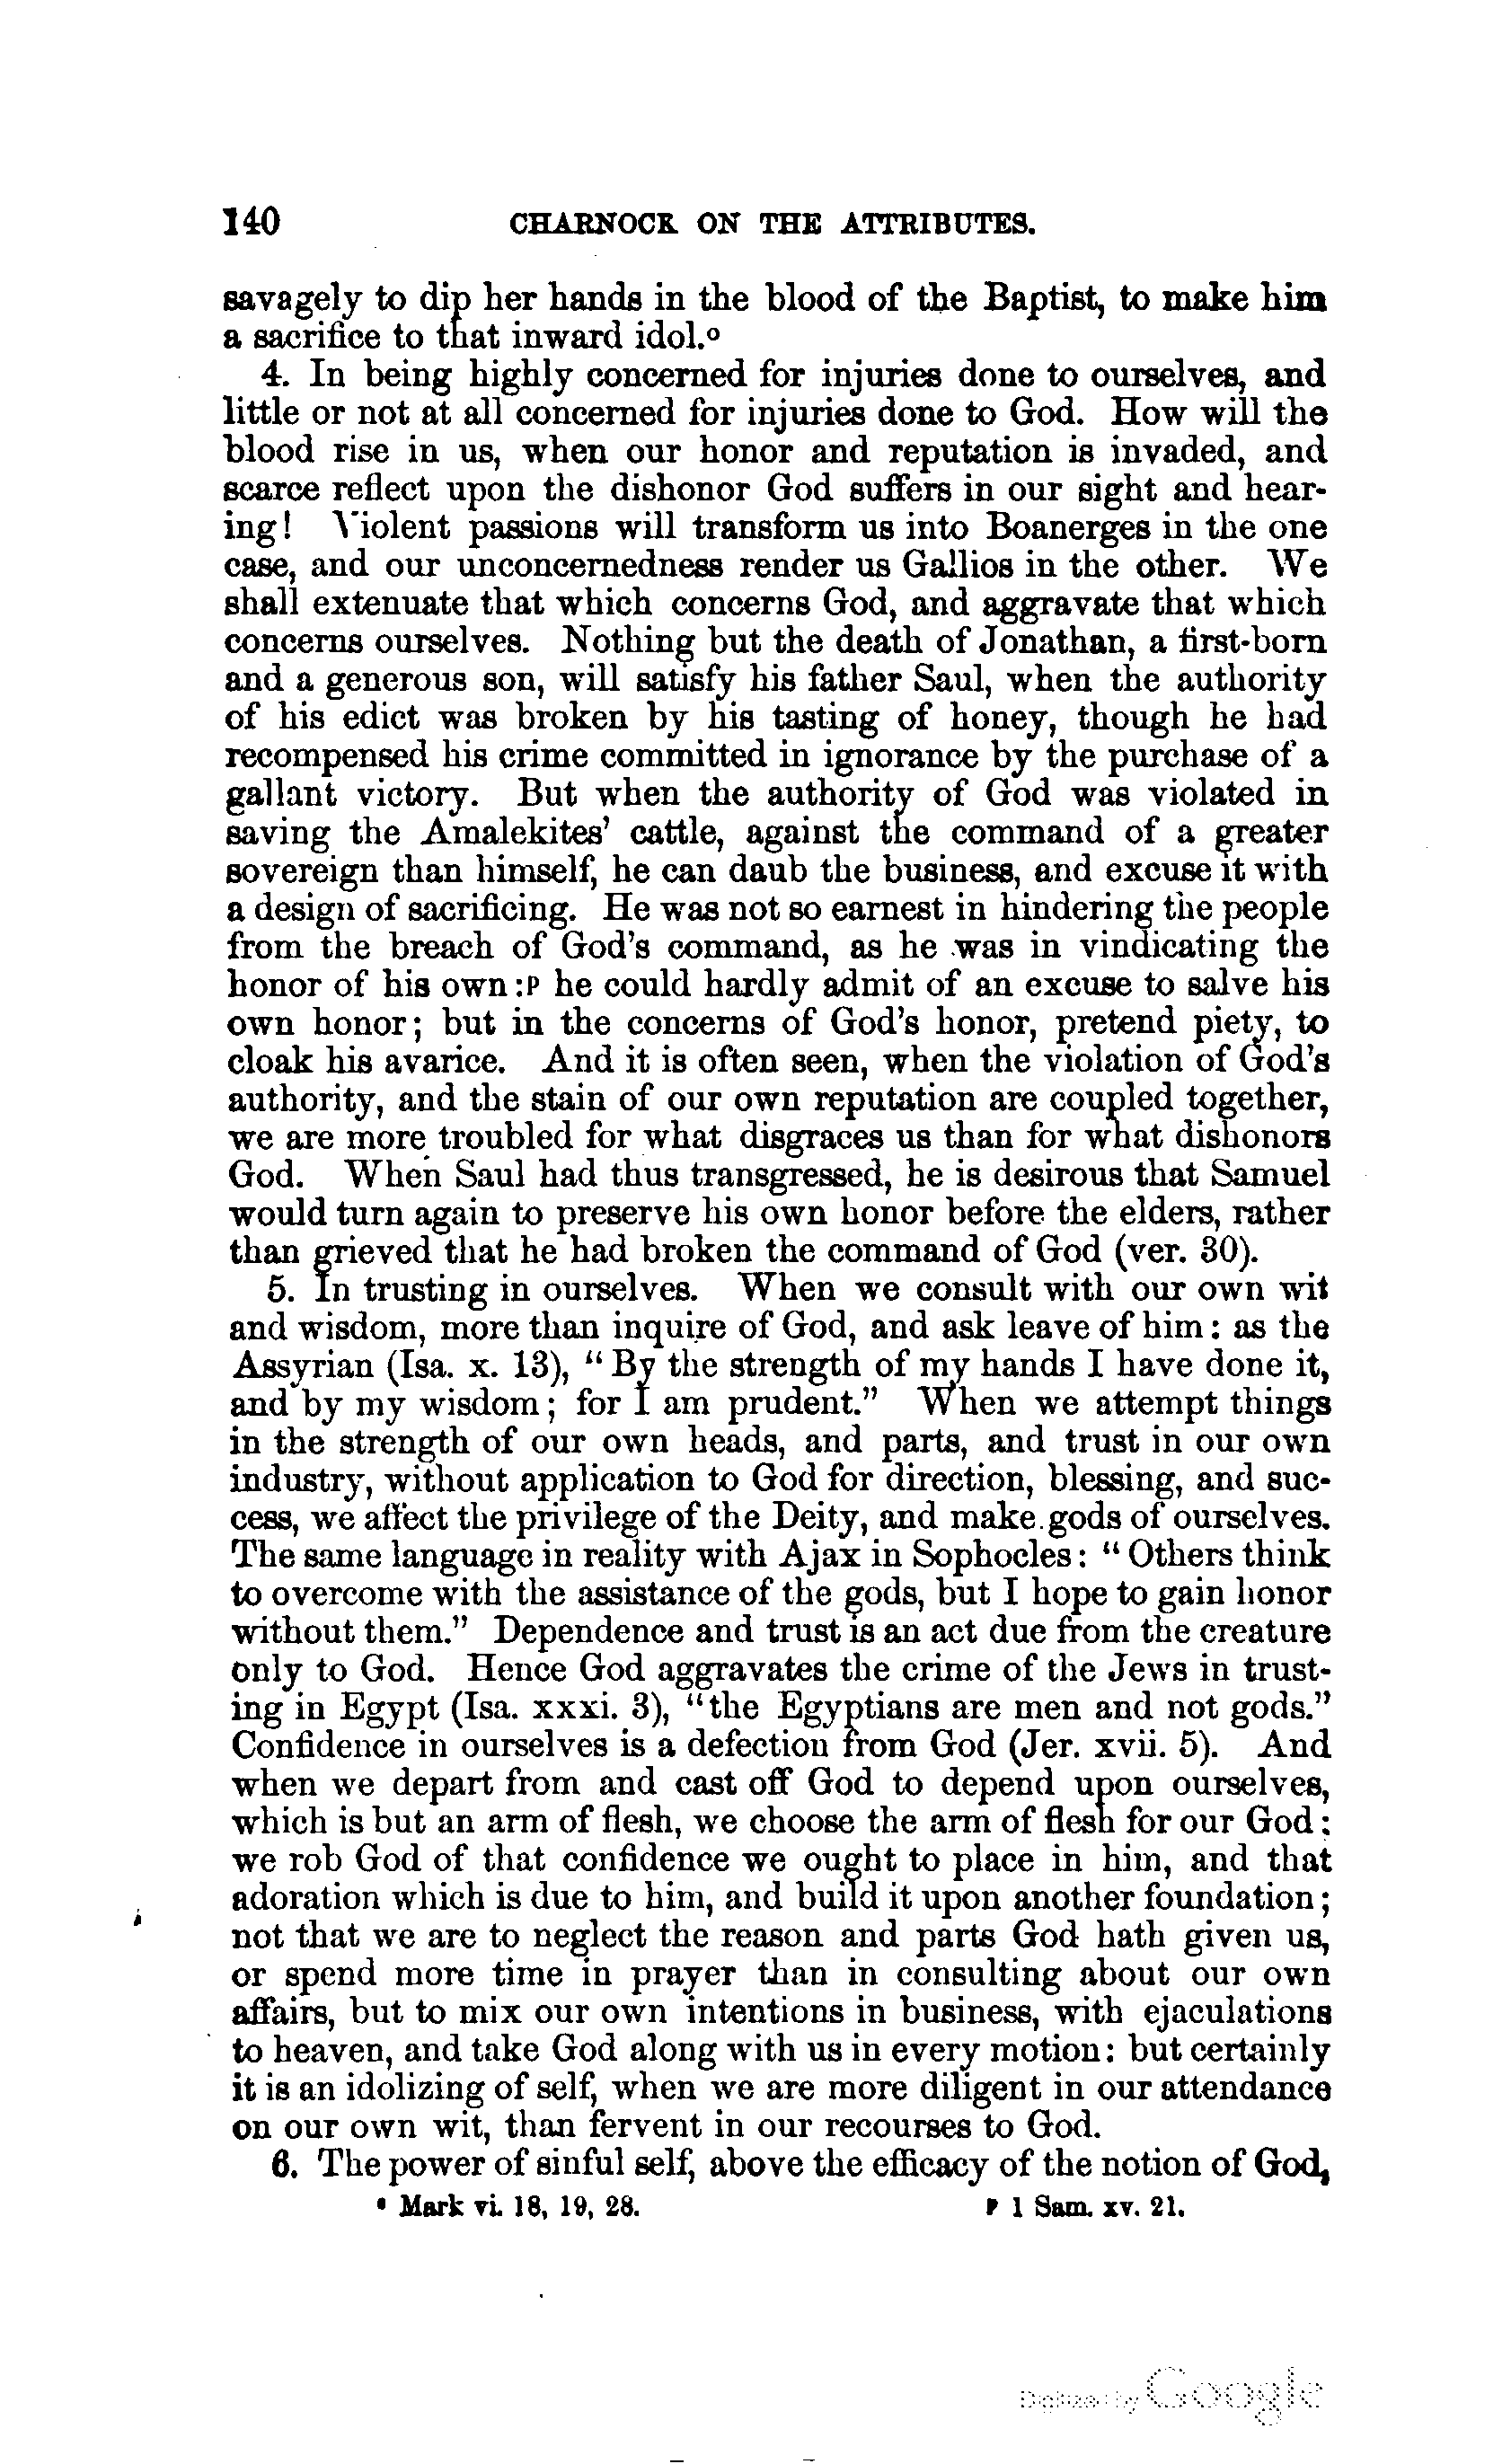 140 CHARNOCK ON THE ATTRIBUTES.
savagely to dip her hands in the blood of the Baptist, to make him
a sacrifice to that inward idol.o
4. In being highly concerned for injuries done to ourselves, and
little or not at all concerned for injuries done to God. How will the
blood rise in us, when our honor and reputation is invaded, and
scarce reflect upon the dishonor God suffers in our sight and hear-
ing! Violent passions will transform us into Boanerges in the one
case, and our unconcernedness render us Gallios in the other. We
shall extenuate that which concerns God, and aggravate that which
concerns ourselves. Nothing but the death of Jonathan, a first-born
and a generous son, will satisfy his father Saul, when the authority
of his edict was broken by his tasting of honey, though he had
recompensed his crime committed in ignorance by the purchase of a
gallant victory. But when the authority of God was violated in
saving the Amalekites' cattle, against the command of a greater
sovereign than himself, he can daub the business, and excuse it with
a design of sacrificing. He was not so earnest in hindering the people
from the breach of God's command, as he was in vindicating the
honor of his own:p he could hardly admit of an excuse to salve his
own honor; but in the concerns of God's honor, pretend piety, to
cloak his avarice. And it is often seen, when the violation of God's
authority, and the stain of our own reputation are coupled together,
we are more troubled for what disgraces us than for what dishonors
God. When Saul had thus transgressed, he is desirous that Samuel
would turn again to preserve his own honor before the elders, rather
than grieved that he had broken the command of God (ver. 30).
5. In trusting in ourselves. When we consult with our own wit
and wisdom, more than inquire of God, and ask leave of him: as the
Assyrian (Isa. x. 13), "By the strength of my hands I have done it,
and by my wisdom; for I am prudent." When we attempt things
in the strength of our own heads, and parts, and trust in our own
industry, without application to God for direction, blessing, and suc-
cess, we affect the privilege of the Deity, and make gods of ourselves.
The same language in reality with Ajax in Sophocles: "Others think
to overcome with the assistance of the gods, but I hope to gain honor
without them." Dependence and trust is an act due from the creature
only to God. Hence God aggravates the crime of the Jews in trust-
ing in Egypt (Isa. xxxi. 3), "the Egyptians are men and not gods."
Confidence in ourselves is a defection from God (Jer. xvii. 5). And
when we depart from and cast off God to depend upon ourselves,
which is but an arm of flesh, we choose the arm of flesh for our God;
we rob God of that confidence we ought to place in him, and that
adoration which is due to him, and build it upon another foundation;
not that we are to neglect the reason and parts God hath given us,
or spend more time in prayer than in consulting about our own
affairs, but to mix our own intentions in business, with ejaculations
to heaven, and take God along with us in every motion: but certainly
it is an idolizing of self, when we are more diligent in our attendance
on our own wit, than fervent in our recourses to God.
6. The power of sinful self, above the efficacy of the notion of God,
o Mark vi. 18, 19, 28. p 1 Sam. xv. 21.
Digitized by Google